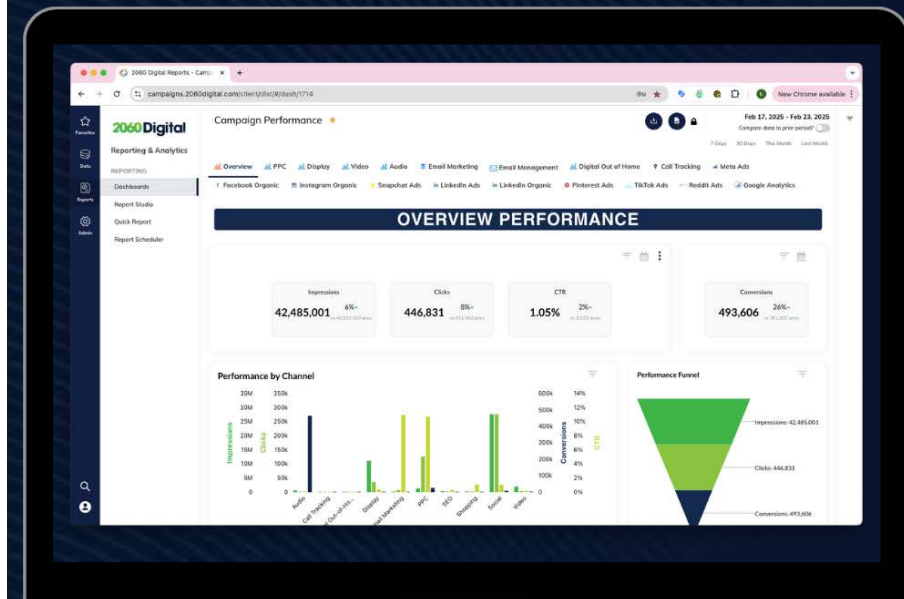 2060 Digital Reports - Cam
campaigns.2060digital.com/client/dist/#/dash/1714
New Chrome available
Favorites
Data
Reports
Admin
2060 Digital
Reporting & Analytics
REPORTING
Dashboards
Report Studio
Quick Report
Report Scheduler
Campaign Performance
Feb 17, 2025 - Feb 23, 2025
Compare data to prior period?
7 Days 30 Days This Month Last Month
Overview PPC Display Video Audio Email Marketing Email Management Digital Out of Home Call Tracking Meta Ads
Facebook Organic Instagram Organic Snapchat Ads LinkedIn Ads LinkedIn Organic Pinterest Ads TikTok Ads Reddit Ads Google Analytics
OVERVIEW PERFORMANCE
Impressions
42,485,001 6%
Clicks
446,831 8%
CTR
1.05% 2%
Conversions
493,606 26%
Performance by Channel
35M 350k 600k 14%
30M 300k 500k 12%
25M 250k 10%
20M 200k 400k 8%
15M 150k 300k 6%
10M 100k 200k 4%
5M 50k 100k 2%
0 0 0 0%
Impressions
Clicks
Conversions
CTR
Audio
Call Tracking
Out-of-Ho...
Display
Email Marketing
PPC
SEO
Shopping
Social
Video
Performance Funnel
Impressions: 42,485,001
Clicks: 446,831
Conversions: 493,606